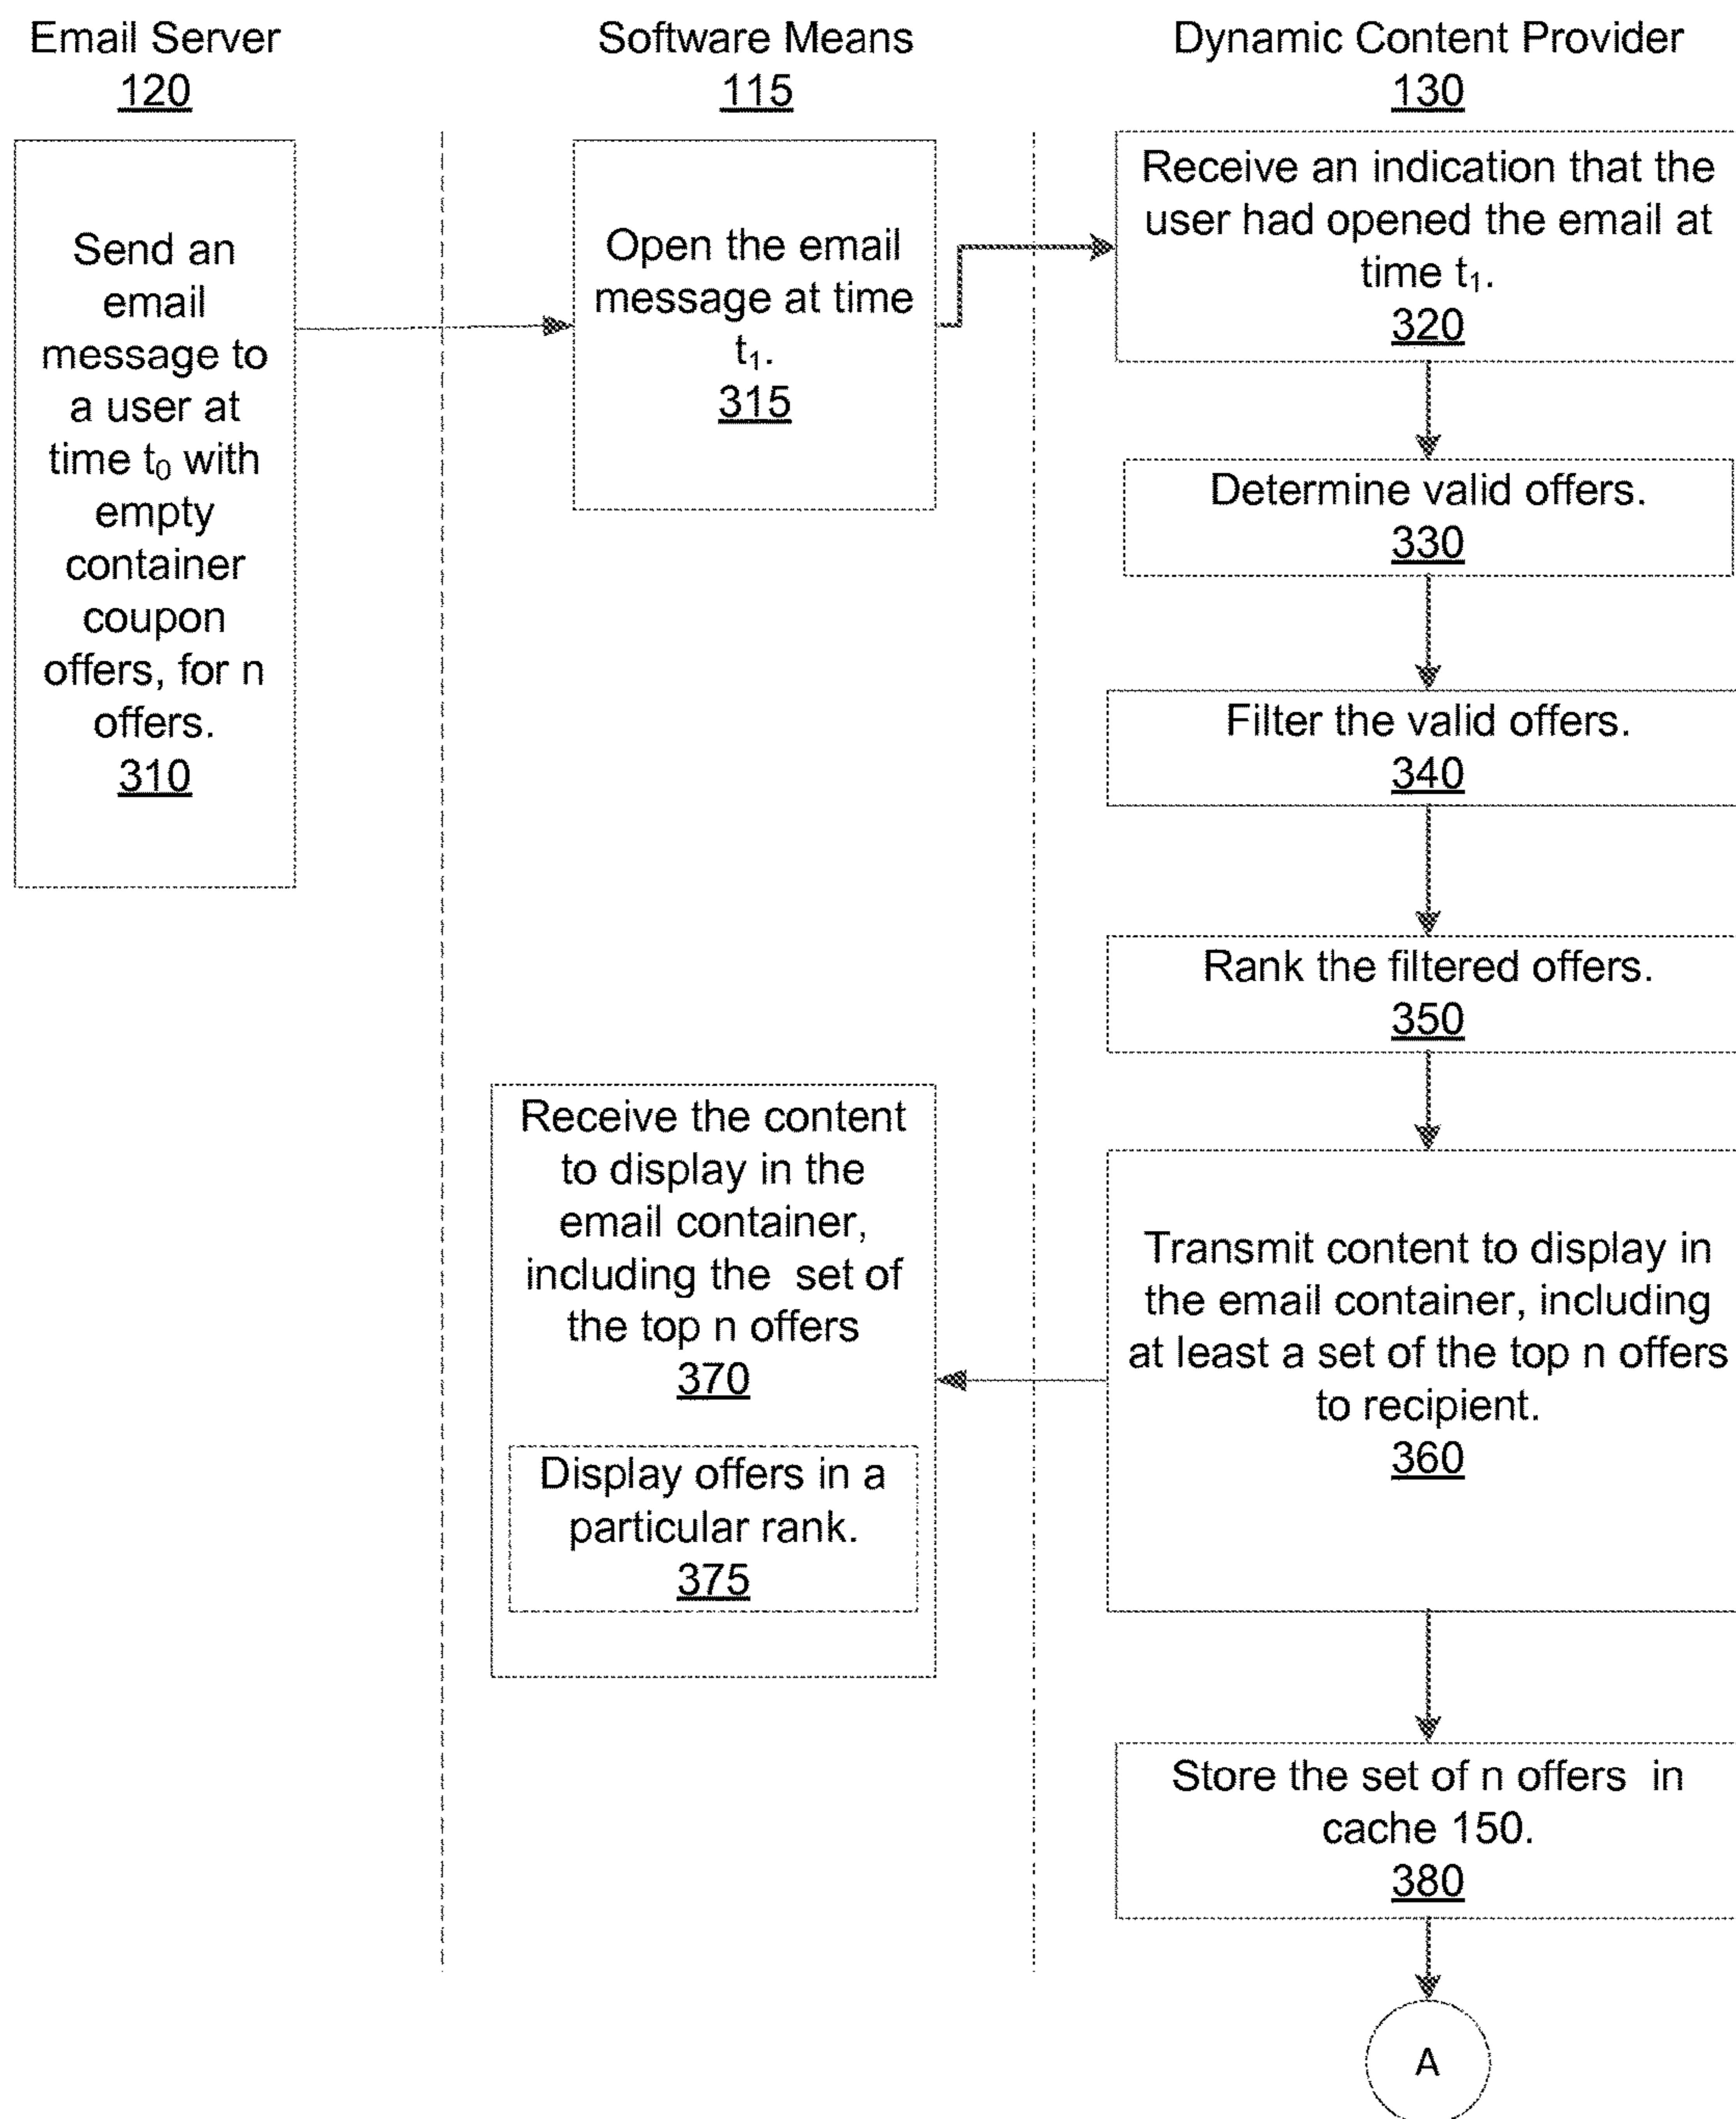 Email Server
120
Software Means
115
Dynamic Content Provider
130
Send an
email
message to
a user at
time t₀ with
empty
container
coupon
offers, for n
offers.
310
Open the email
message at time
t₁.
315
Receive an indication that the
user had opened the email at
time t₁.
320
Determine valid offers.
330
Filter the valid offers.
340
Rank the filtered offers.
350
Transmit content to display in
the email container, including
at least a set of the top n offers
to recipient.
360
Receive the content
to display in the
email container,
including the set of
the top n offers
370
Display offers in a
particular rank.
375
Store the set of n offers in
cache 150.
380
A